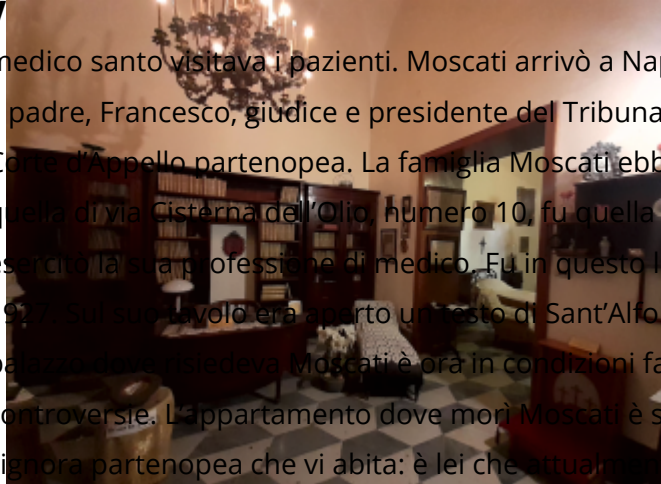 medico santo visitava i pazienti. Moscati arrivò a Nap
padre, Francesco, giudice e presidente del Tribuna
Corte d’Appello partenopea. La famiglia Moscati ebb
quella di via Cisterna dell’Olio, numero 10, fu quella
esercitò la sua professione di medico. Fu in questo l
927. Sul suo tavolo era aperto un testo di Sant’Alfo
palazzo dove risiedeva Moscati è ora in condizioni fa
controversie. L’appartamento dove morì Moscati è s
ignora partenopea che vi abita: è lei che attualmen